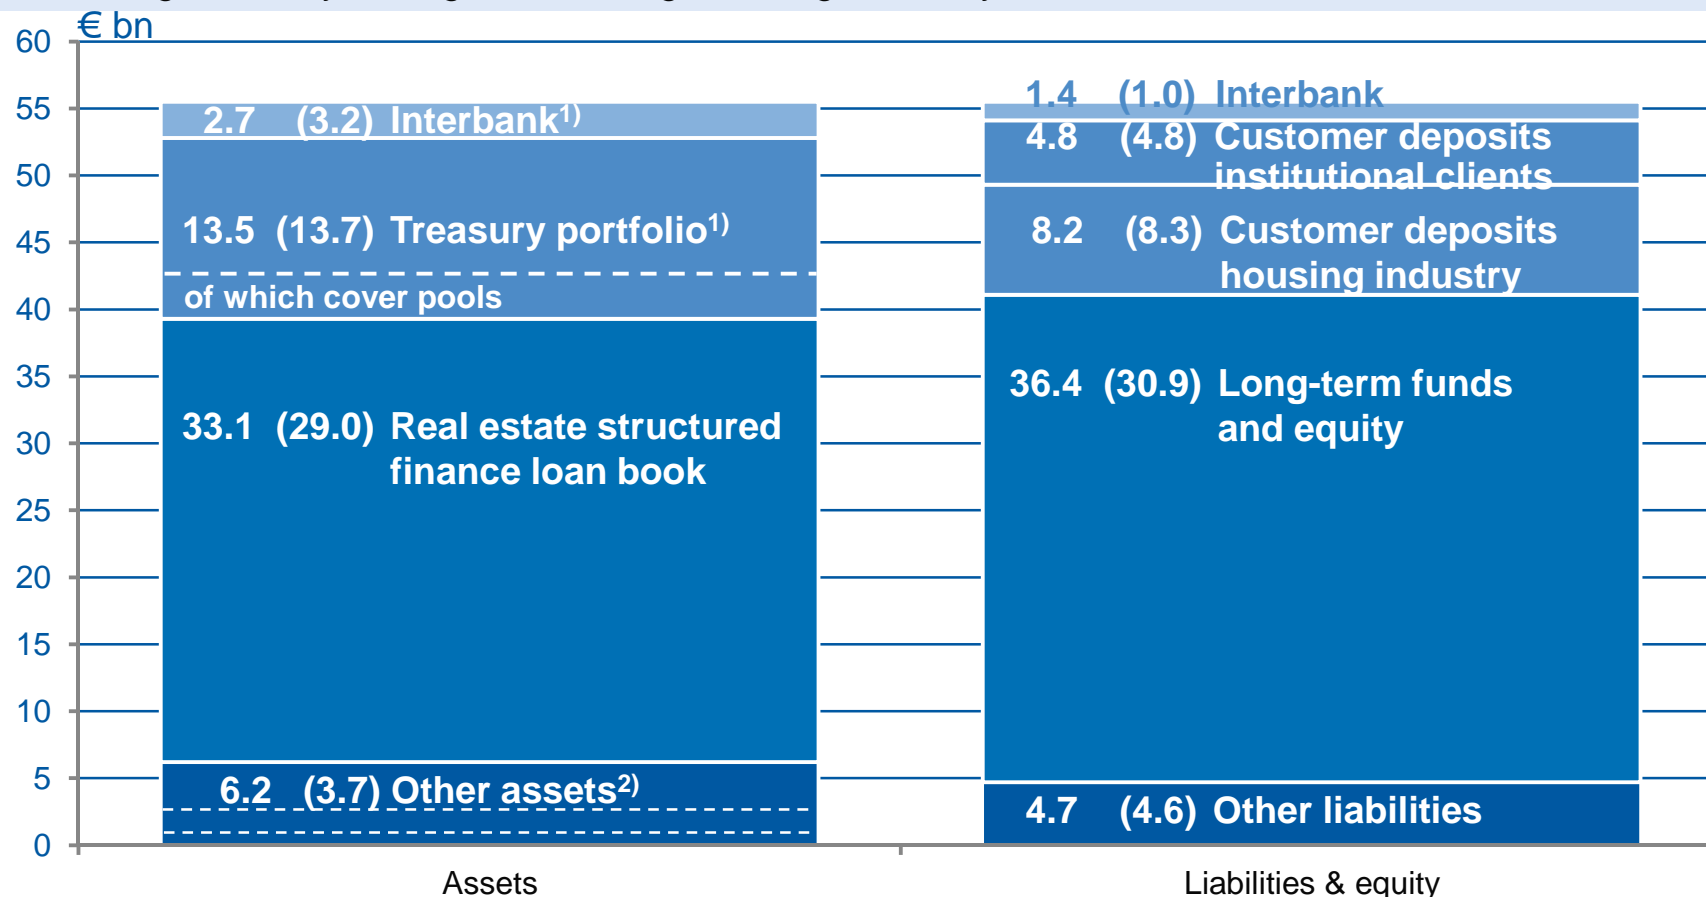 € bn
60
55
50
45
40
35
30
25
20
15
10
5
0
2.7 (3.2) Interbank1)
13.5 (13.7) Treasury portfolio1)
of which cover pools
33.1 (29.0) Real estate structured
finance loan book
6.2 (3.7) Other assets2)
1.4 (1.0) Interbank
4.8 (4.8) Customer deposits
institutional clients
8.2 (8.3) Customer deposits
housing industry
36.4 (30.9) Long-term funds
and equity
4.7 (4.6) Other liabilities
Assets
Liabilities & equity